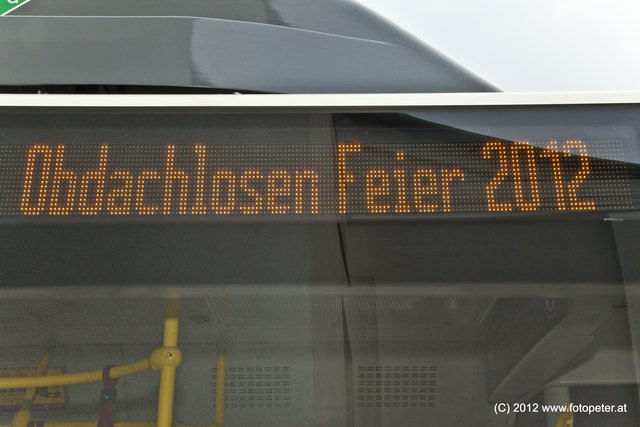 Obdachlosen Feier 2012
(C) 2012 www.fotopeter.at